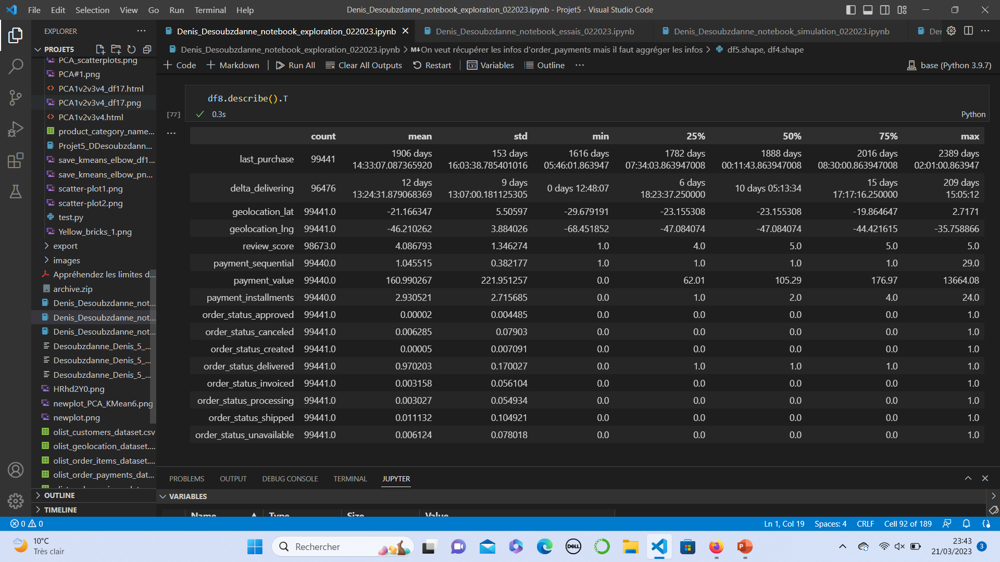 File Edit Selection View Go Run Terminal Help
Denis_Desoubzdanne_notebook_exploration_022023.ipynb - Projet5 - Visual Studio Code
EXPLORER
PROJET5
PCA_scatterplots.png
PCA#1.png
PCA1v2v3v4_df17.html
PCA1v2v3v4_df17.png
PCA1v2v3v4.html
product_category_name...
Projet5_DDesoubzdann...
save_kmeans_elbow_df1...
save_kmeans_elbow_pn...
scatter-plot1.png
scatter-plot2.png
test.py
Yellow_bricks_1.png
export
images
Appréhendez les limites d...
archive.zip
Denis_Desoubzdanne_not...
Denis_Desoubzdanne_not...
Denis_Desoubzdanne_not...
Desoubzdanne_Denis_5_...
Desoubzdanne_Denis_5_...
Desoubzdanne_Denis_5_...
HRhd2Y0.png
newplot_PCA_KMean6.png
newplot.png
olist_customers_dataset.csv
olist_geolocation_dataset....
olist_order_items_dataset....
olist_order_payments_dat...
OUTLINE
TIMELINE
Denis_Desoubzdanne_notebook_exploration_022023.ipynb Denis_Desoubzdanne_notebook_essais_022023.ipynb Denis_Desoubzdanne_notebook_simulation_022023.ipynb Der
Denis_Desoubzdanne_notebook_exploration_022023.ipynb > M↓On veut récupérer les infos d'order_payments mais il faut aggréger les infos > df5.shape, df4.shape
+ Code + Markdown Run All Clear All Outputs Restart Variables Outline ... base (Python 3.9.7)
df8.describe().T
[77] 0.3s Python
count mean std min 25% 50% 75% max
last_purchase 99441 1906 days 14:33:07.087365920 153 days 16:03:38.785401016 1616 days 05:46:01.863947 1782 days 07:34:03.863947008 1888 days 00:11:43.863947008 2016 days 08:30:00.863947008 2389 days 02:01:00.863947
delta_delivering 96476 12 days 13:24:31.879068369 9 days 13:07:00.181125305 0 days 12:48:07 6 days 18:23:37.250000 10 days 05:13:34 15 days 17:17:16.250000 209 days 15:05:12
geolocation_lat 99441.0 -21.166347 5.50597 -29.679191 -23.155308 -23.155308 -19.864647 2.7171
geolocation_lng 99441.0 -46.210262 3.884026 -68.451852 -47.084074 -47.084074 -44.421615 -35.758866
review_score 98673.0 4.086793 1.346274 1.0 4.0 5.0 5.0 5.0
payment_sequential 99440.0 1.045515 0.382177 1.0 1.0 1.0 1.0 29.0
payment_value 99440.0 160.990267 221.951257 0.0 62.01 105.29 176.97 13664.08
payment_installments 99440.0 2.930521 2.715685 0.0 1.0 2.0 4.0 24.0
order_status_approved 99441.0 0.00002 0.004485 0.0 0.0 0.0 0.0 1.0
order_status_canceled 99441.0 0.006285 0.07903 0.0 0.0 0.0 0.0 1.0
order_status_created 99441.0 0.00005 0.007091 0.0 0.0 0.0 0.0 1.0
order_status_delivered 99441.0 0.970203 0.170027 0.0 1.0 1.0 1.0 1.0
order_status_invoiced 99441.0 0.003158 0.056104 0.0 0.0 0.0 0.0 1.0
order_status_processing 99441.0 0.003027 0.054934 0.0 0.0 0.0 0.0 1.0
order_status_shipped 99441.0 0.011132 0.104921 0.0 0.0 0.0 0.0 1.0
order_status_unavailable 99441.0 0.006124 0.078018 0.0 0.0 0.0 0.0 1.0
PROBLEMS OUTPUT DEBUG CONSOLE TERMINAL JUPYTER
VARIABLES
Name Type Size Value
0 0 Ln 1, Col 19 Spaces: 4 CRLF Cell 92 of 189
10°C
Très clair
Rechercher
DELL
P
23:43
21/03/2023
3